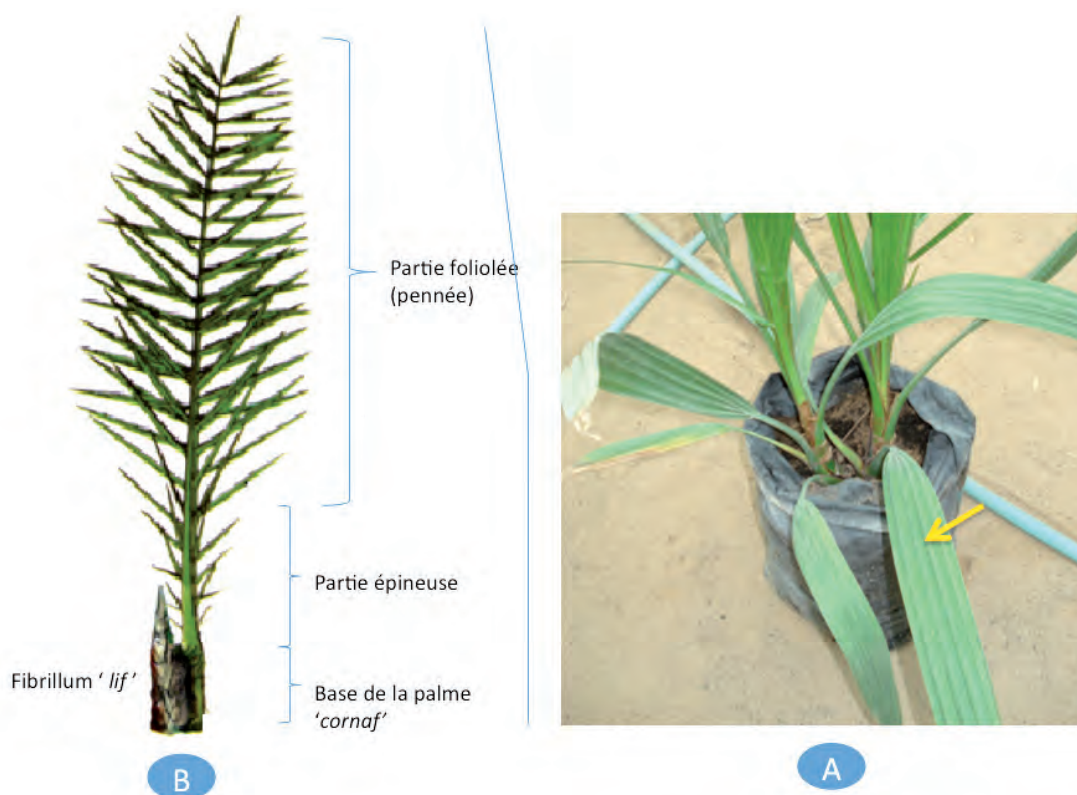 Partie foliolée
(pennée)
Partie épineuse
Fibrillum ‘ lif ’
Base de la palme
‘cornaf’
B
A